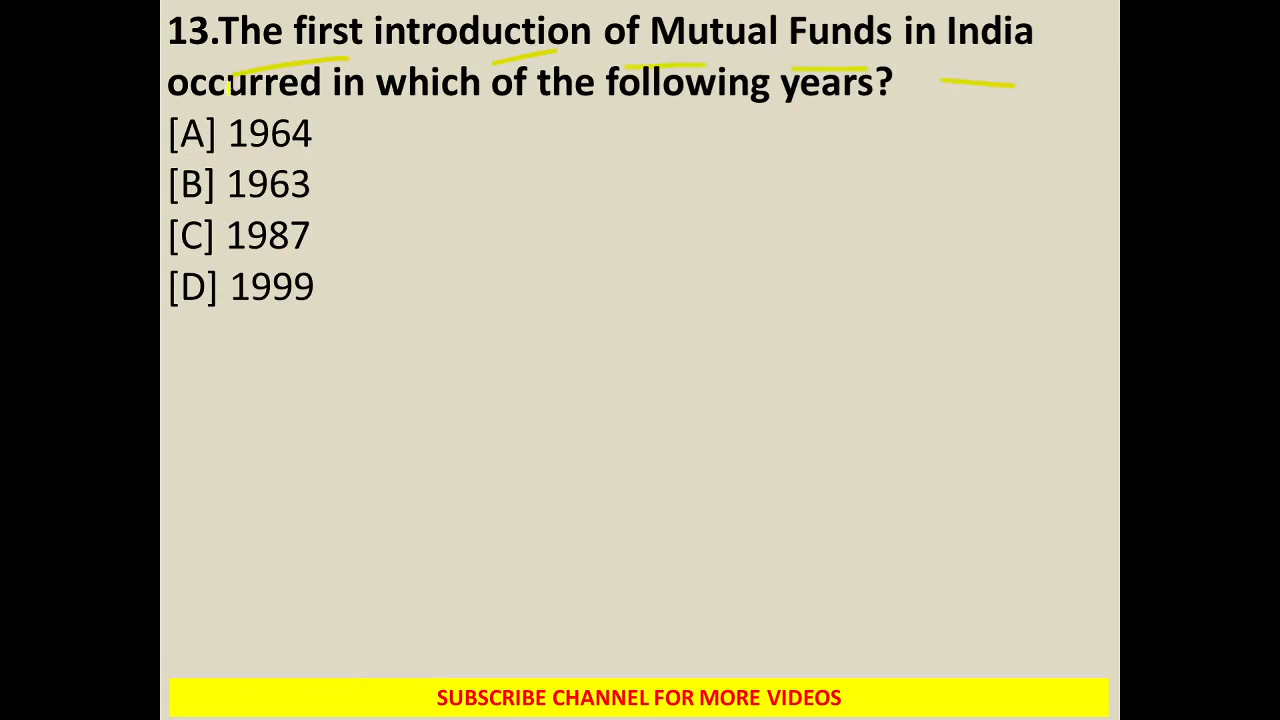 13.The first introduction of Mutual Funds in India
occurred in which of the following years?
[A] 1964
[B] 1963
[C] 1987
[D] 1999
SUBSCRIBE CHANNEL FOR MORE VIDEOS